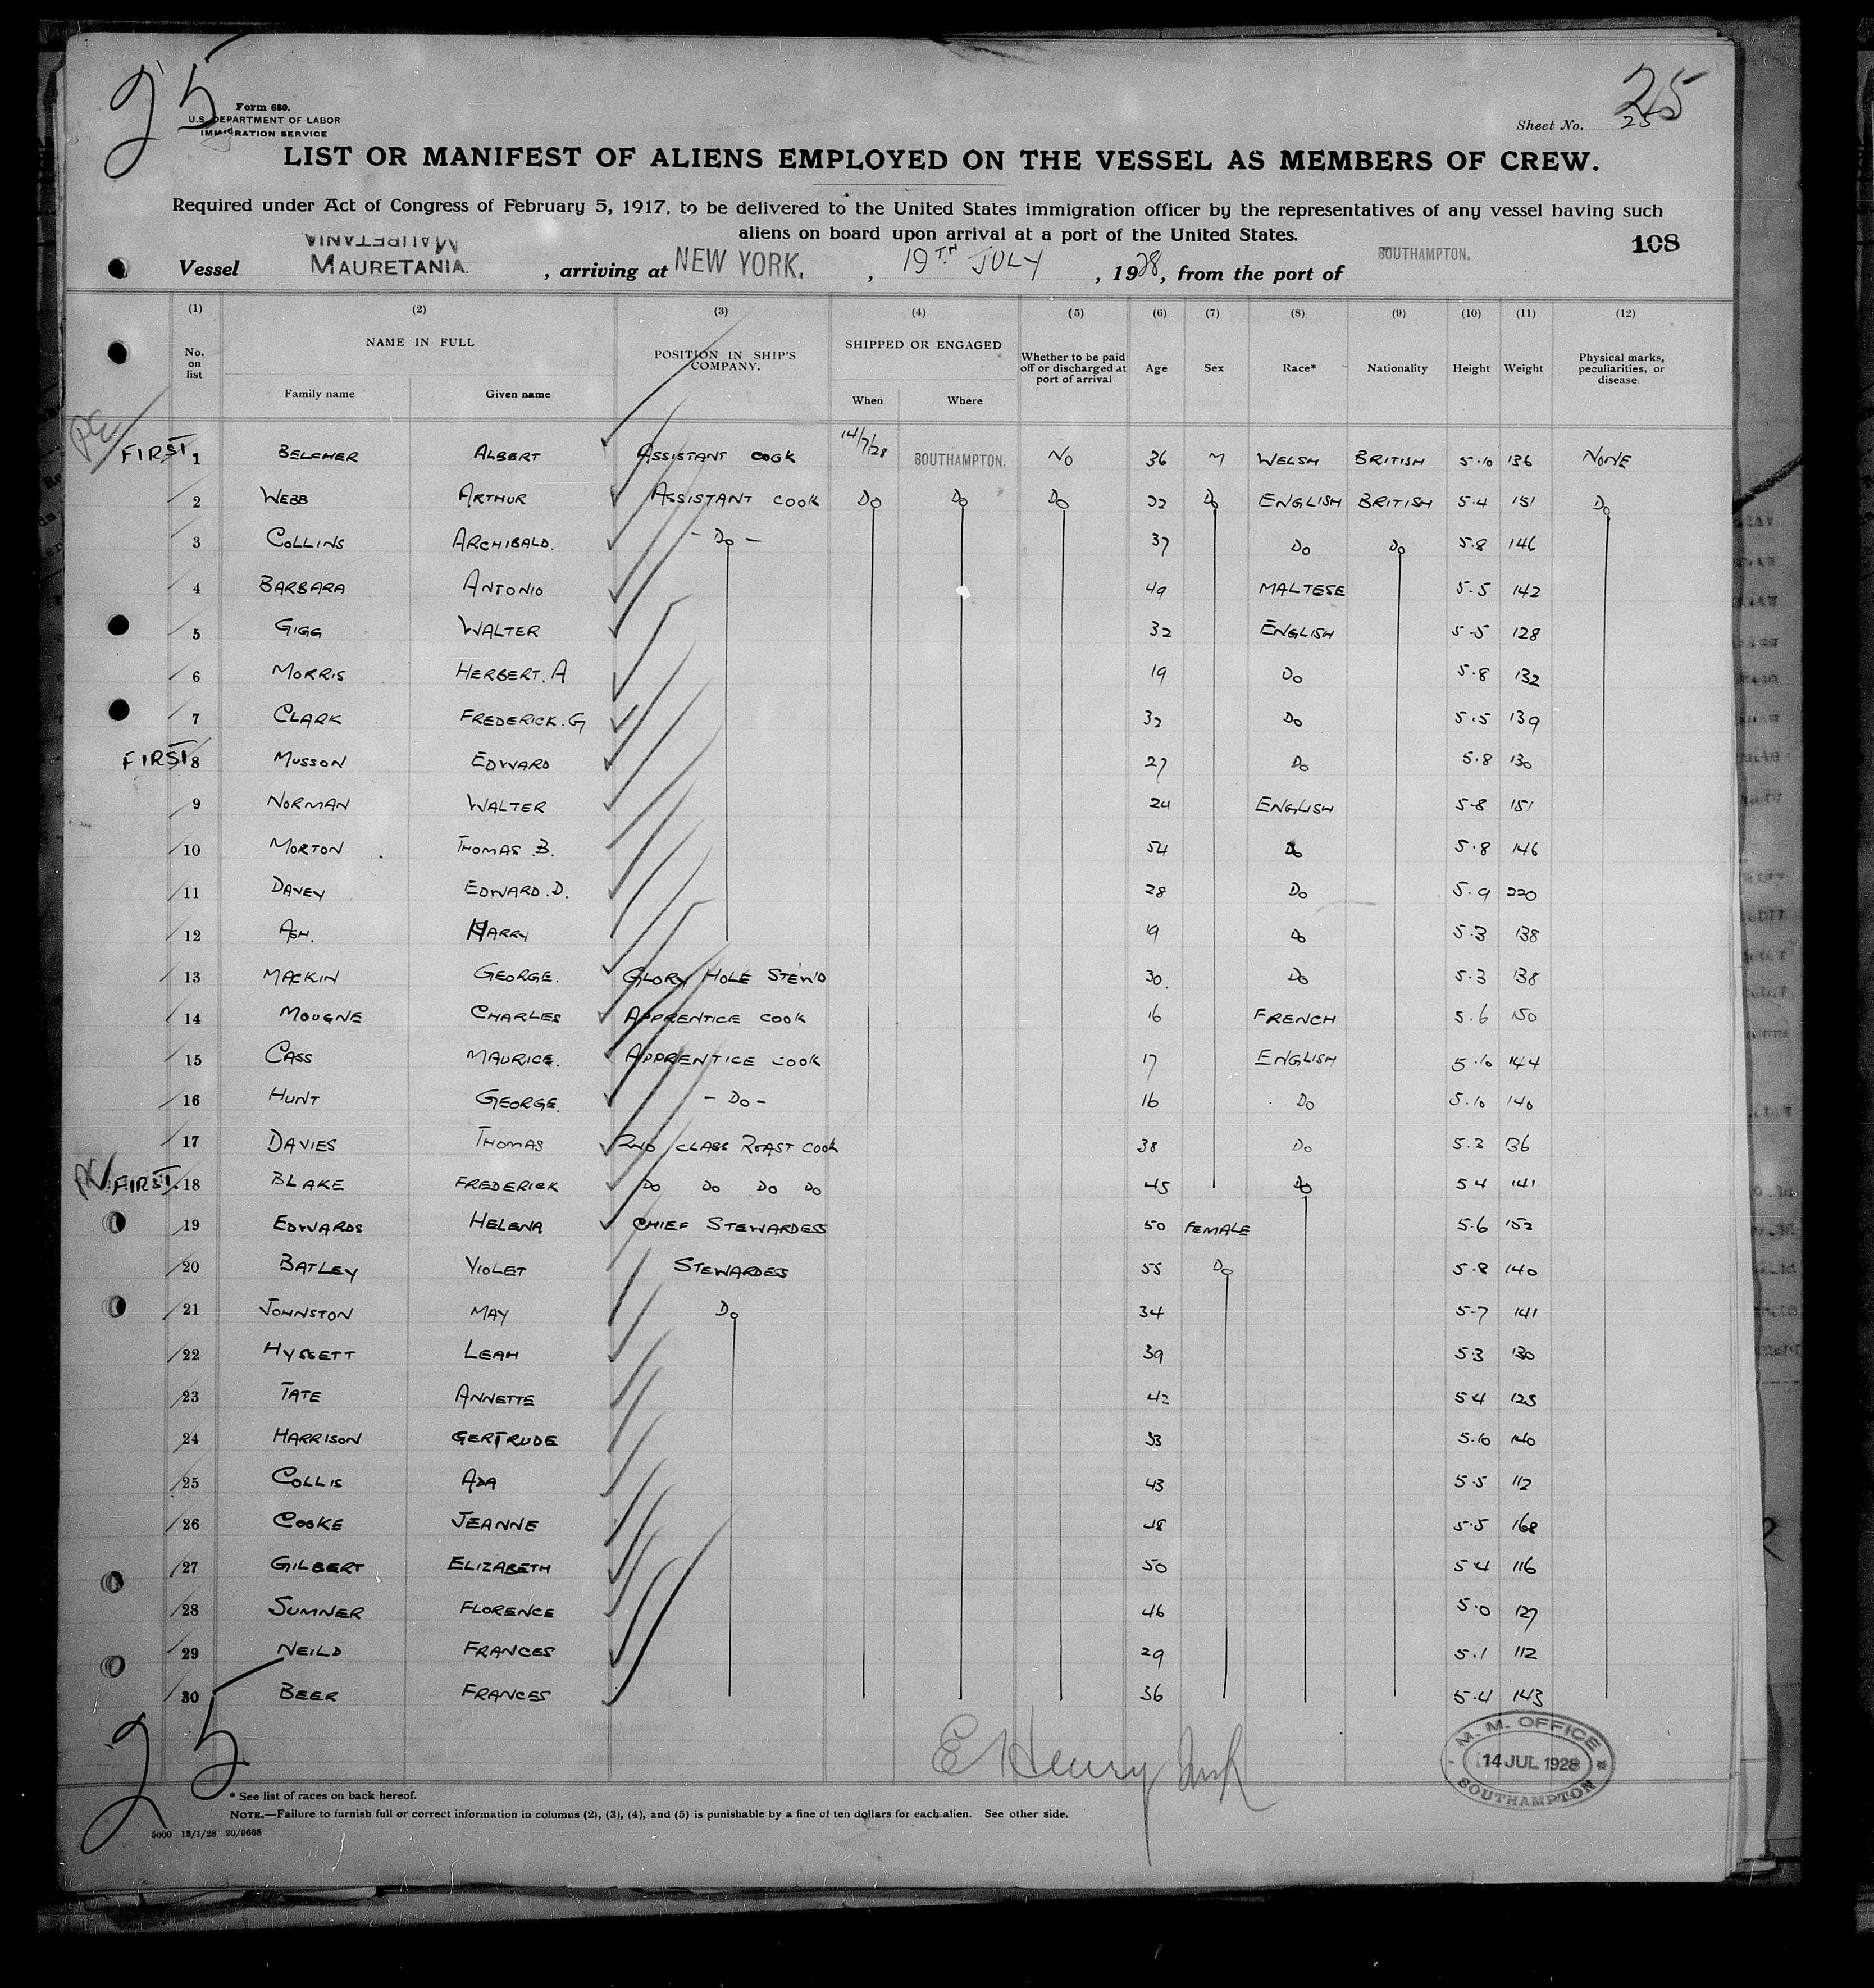 25
25
Form 680.
U.S. DEPARTMENT OF LABOR
IMMIGRATION SERVICE
Sheet No. 25
LIST OR MANIFEST OF ALIENS EMPLOYED ON THE VESSEL AS MEMBERS OF CREW.
Required under Act of Congress of February 5, 1917, to be delivered to the United States immigration officer by the representatives of any vessel having such
aliens on board upon arrival at a port of the United States.
108
MAURETANIA
Vessel MAURETANIA. , arriving at NEW YORK. , 19TH JULY , 1928, from the port of SOUTHAMPTON.
(1) (2) (3) (4) (5) (6) (7) (8) (9) (10) (11) (12)
No. on list NAME IN FULL POSITION IN SHIP'S COMPANY. SHIPPED OR ENGAGED Whether to be paid off or discharged at port of arrival Age Sex Race* Nationality Height Weight Physical marks, peculiarities, or disease
Family name Given name When Where
FIRST 1 BELCHER ALBERT ASSISTANT COOK 14/7/28 SOUTHAMPTON. NO 36 M WELSH BRITISH 5.10 136 NONE
2 WEBB ARTHUR ASSISTANT COOK DO DO DO 32 DO ENGLISH BRITISH 5.4 151 DO
3 COLLINS ARCHIBALD. - DO - 37 DO DO 5.8 146
4 BARBARA ANTONIO 49 MALTESE 5.5 142
5 GIGG WALTER 32 ENGLISH 5.5 128
6 MORRIS HERBERT. A 19 DO 5.8 132
7 CLARK FREDERICK. G 32 DO 5.5 139
FIRST 8 MUSSON EDWARD 27 DO 5.8 130
9 NORMAN WALTER 24 ENGLISH 5.8 151
10 MORTON THOMAS B. 54 DO 5.8 146
11 DAVEY EDWARD. D. 28 DO 5.9 220
12 ASH. HARRY 19 DO 5.3 138
13 MACKIN GEORGE. GLORY HOLE STEW'D 30. DO 5.3 138
14 MOUGNE CHARLES APPRENTICE COOK 16 FRENCH 5.6 150
15 CASS MAURICE. APPRENTICE COOK 17 ENGLISH 5.10 144
16 HUNT GEORGE. - DO - 16 DO 5.10 140
17 DAVIES THOMAS 2ND CLASS ROAST COOK 38 DO 5.3 136
FIRST. 18 BLAKE FREDERICK DO DO DO DO 45 DO 5 4 141
19 EDWARDS HELENA CHIEF STEWARDESS 50 FEMALE 5.6 152
20 BATLEY VIOLET STEWARDESS 55 DO 5.8 140
21 JOHNSTON MAY DO 34 5-7 141
22 HYSSETT LEAH 39 5.3 130
23 TATE ANNETTE 42 5 4 125
24 HARRISON GERTRUDE 33 5.10 140
25 COLLIS ADA 43 5.5 112
26 COOKE JEANNE 48 5.5 168
27 GILBERT ELIZABETH 50 5 4 116
28 SUMNER FLORENCE 46 5.0 127
29 NEILD FRANCES 29 5.1 112
30 BEER FRANCES 36 5.4 143
25
E Henry
M. M. OFFICE
14 JUL 1928
SOUTHAMPTON
* See list of races on back hereof.
NOTE.—Failure to furnish full or correct information in columns (2), (3), (4), and (5) is punishable by a fine of ten dollars for each alien. See other side.
5000 13/1/28 20/9668